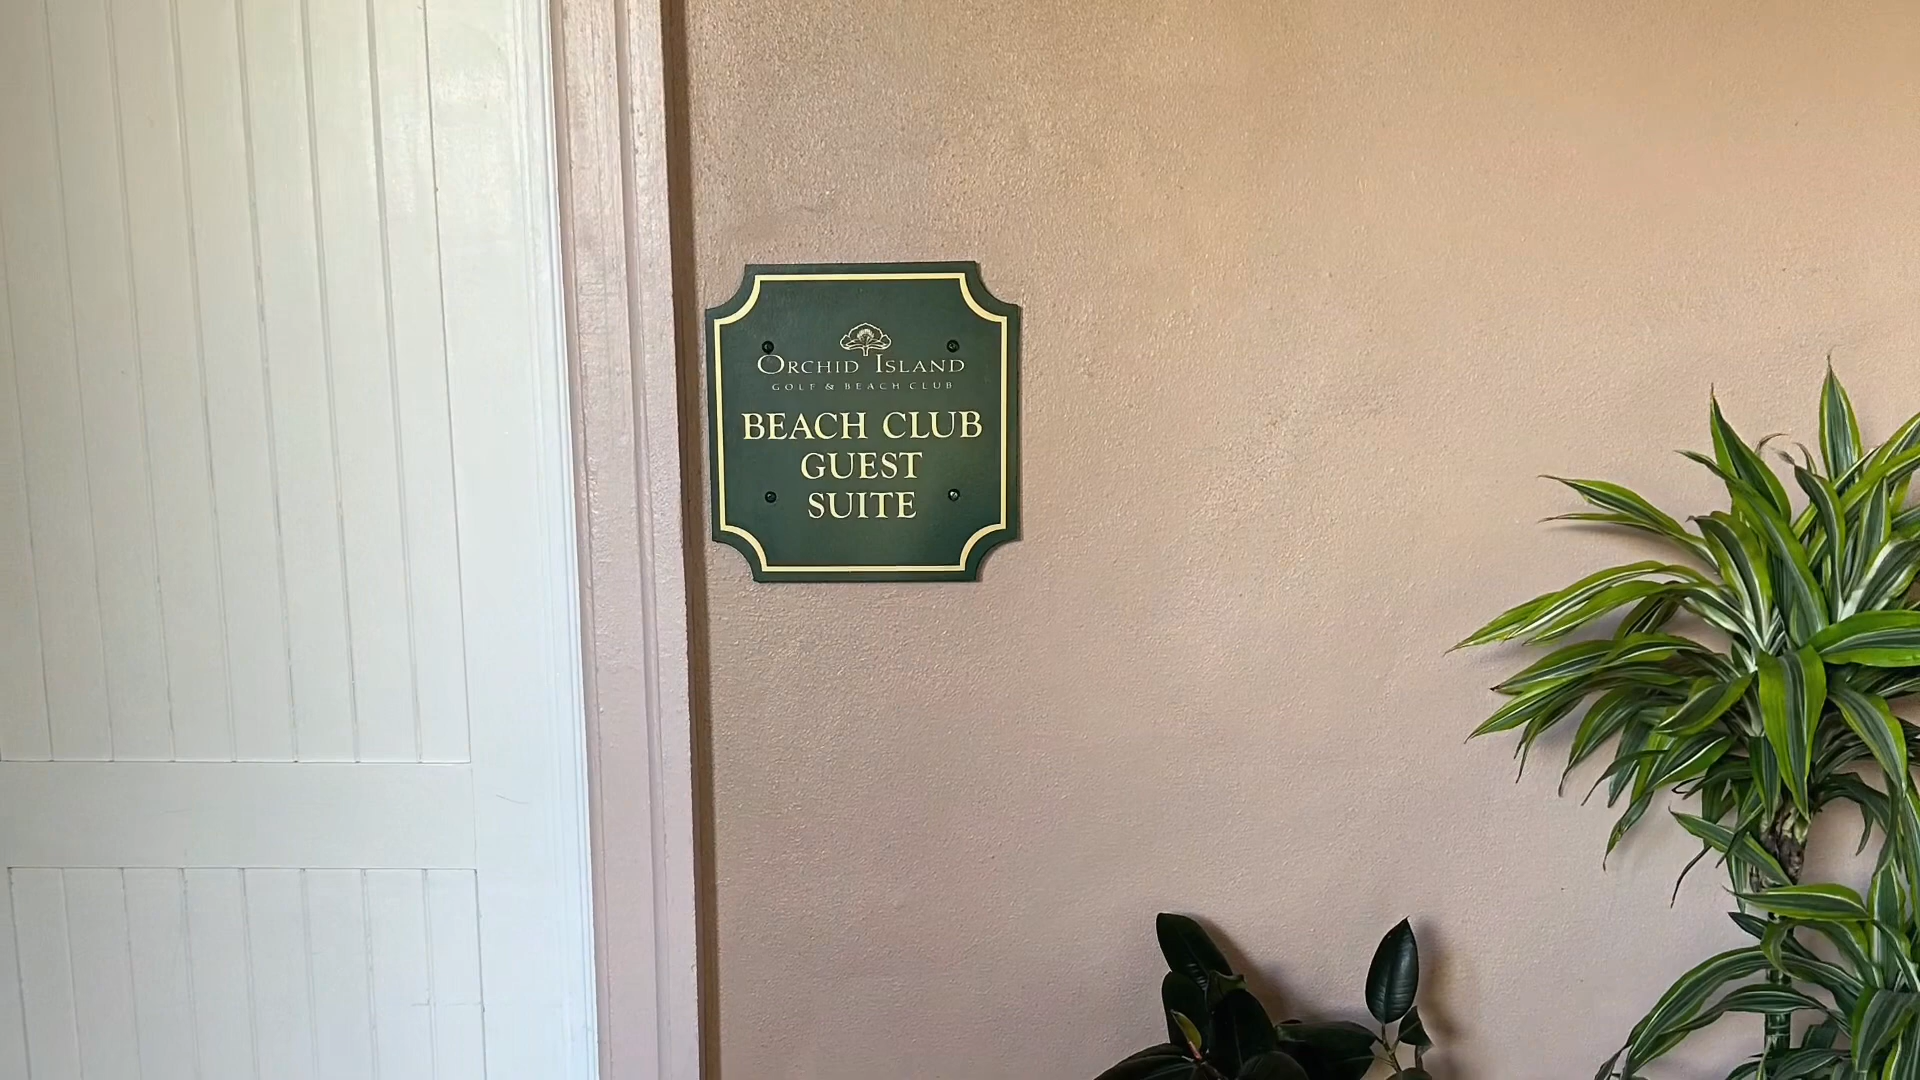 ORCHID ISLAND
GOLF & BEACH CLUB
BEACH CLUB
GUEST
SUITE